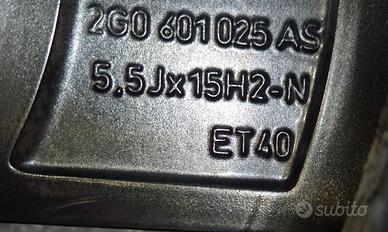 2G0 601 025 AS
5,5Jx15H2-N
ET40
subito